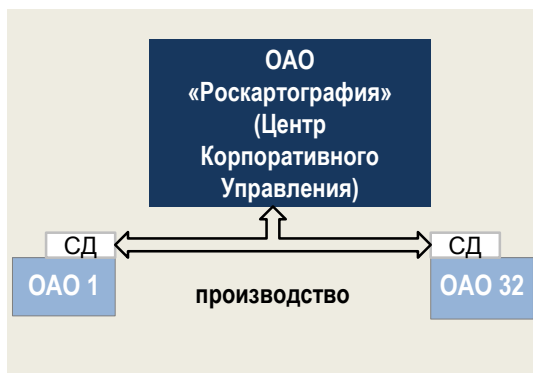 ОАО
«Роскартография»
(Центр
Корпоративного
Управления)
СД
СД
ОАО 1
ОАО 32
производство